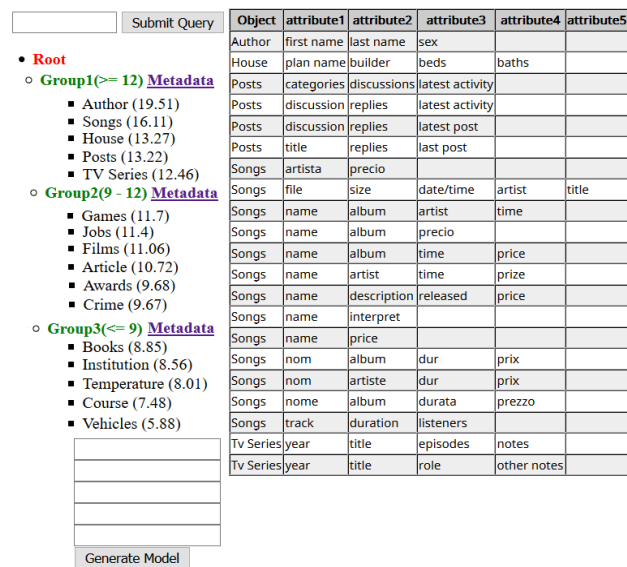 Submit Query
Root
Group1(>= 12) Metadata
Author (19.51)
Songs (16.11)
House (13.27)
Posts (13.22)
TV Series (12.46)
Group2(9 - 12) Metadata
Games (11.7)
Jobs (11.4)
Films (11.06)
Article (10.72)
Awards (9.68)
Crime (9.67)
Group3(<= 9) Metadata
Books (8.85)
Institution (8.56)
Temperature (8.01)
Course (7.48)
Vehicles (5.88)
Generate Model
Object attribute1 attribute2 attribute3 attribute4 attribute5
Author first name last name sex
House plan name builder beds baths
Posts categories discussions latest activity
Posts discussion replies latest activity
Posts discussion replies latest post
Posts title replies last post
Songs artista precio
Songs file size date/time artist title
Songs name album artist time
Songs name album precio
Songs name album time price
Songs name artist time prize
Songs name description released price
Songs name interpret
Songs name price
Songs nom album dur prix
Songs nom artiste dur prix
Songs nome album durata prezzo
Songs track duration listeners
Tv Series year title episodes notes
Tv Series year title role other notes